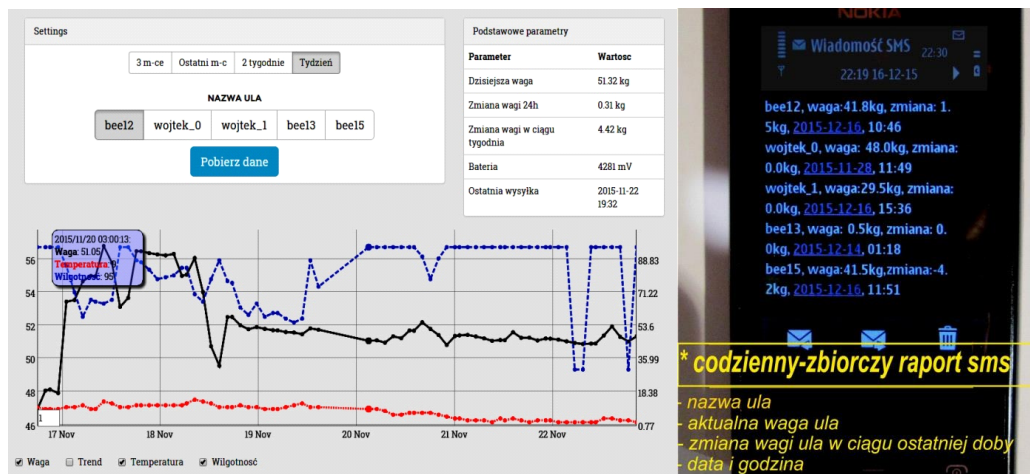 Settings
3 m-ce Ostatni m-c 2 tygodnie Tydzień
NAZWA ULA
bee12 wojtek_0 wojtek_1 bee13 bee15
Pobierz dane
Podstawowe parametry
Parameter Wartosc
Dzisiejsza waga 51.32 kg
Zmiana wagi 24h 0.31 kg
Zmiana wagi w ciągu 4.42 kg
tygodnia
Bateria 4281 mV
Ostatnia wysyłka 2015-11-22
19:32
2015/11/20 03:00:13:
Waga: 51.05
Temperatura: 9
Wilgotność: 95
56 88.83
54 71.22
52 53.6
50 35.99
48 18.38
46 0.77
1
17 Nov 18 Nov 19 Nov 20 Nov 21 Nov 22 Nov
Waga Trend Temperatura Wilgotność
NOKIA
Wiadomość SMS 22:30
22:19 16-12-15
bee12, waga:41.8kg, zmiana: 1.
5kg, 2015-12-16, 10:46
wojtek_0, waga: 48.0kg, zmiana:
0.0kg, 2015-11-28, 11:49
wojtek_1, waga:29.5kg, zmiana:
0.0kg, 2015-12-16, 15:36
bee13, waga: 0.5kg, zmiana: 0.
0kg, 2015-12-14, 01:18
bee15, waga:41.5kg,zmiana:-4.
2kg, 2015-12-16, 11:51
* codzienny-zbiorczy raport sms
- nazwa ula
- aktualna waga ula
- zmiana wagi ula w ciągu ostatniej doby
- data i godzina